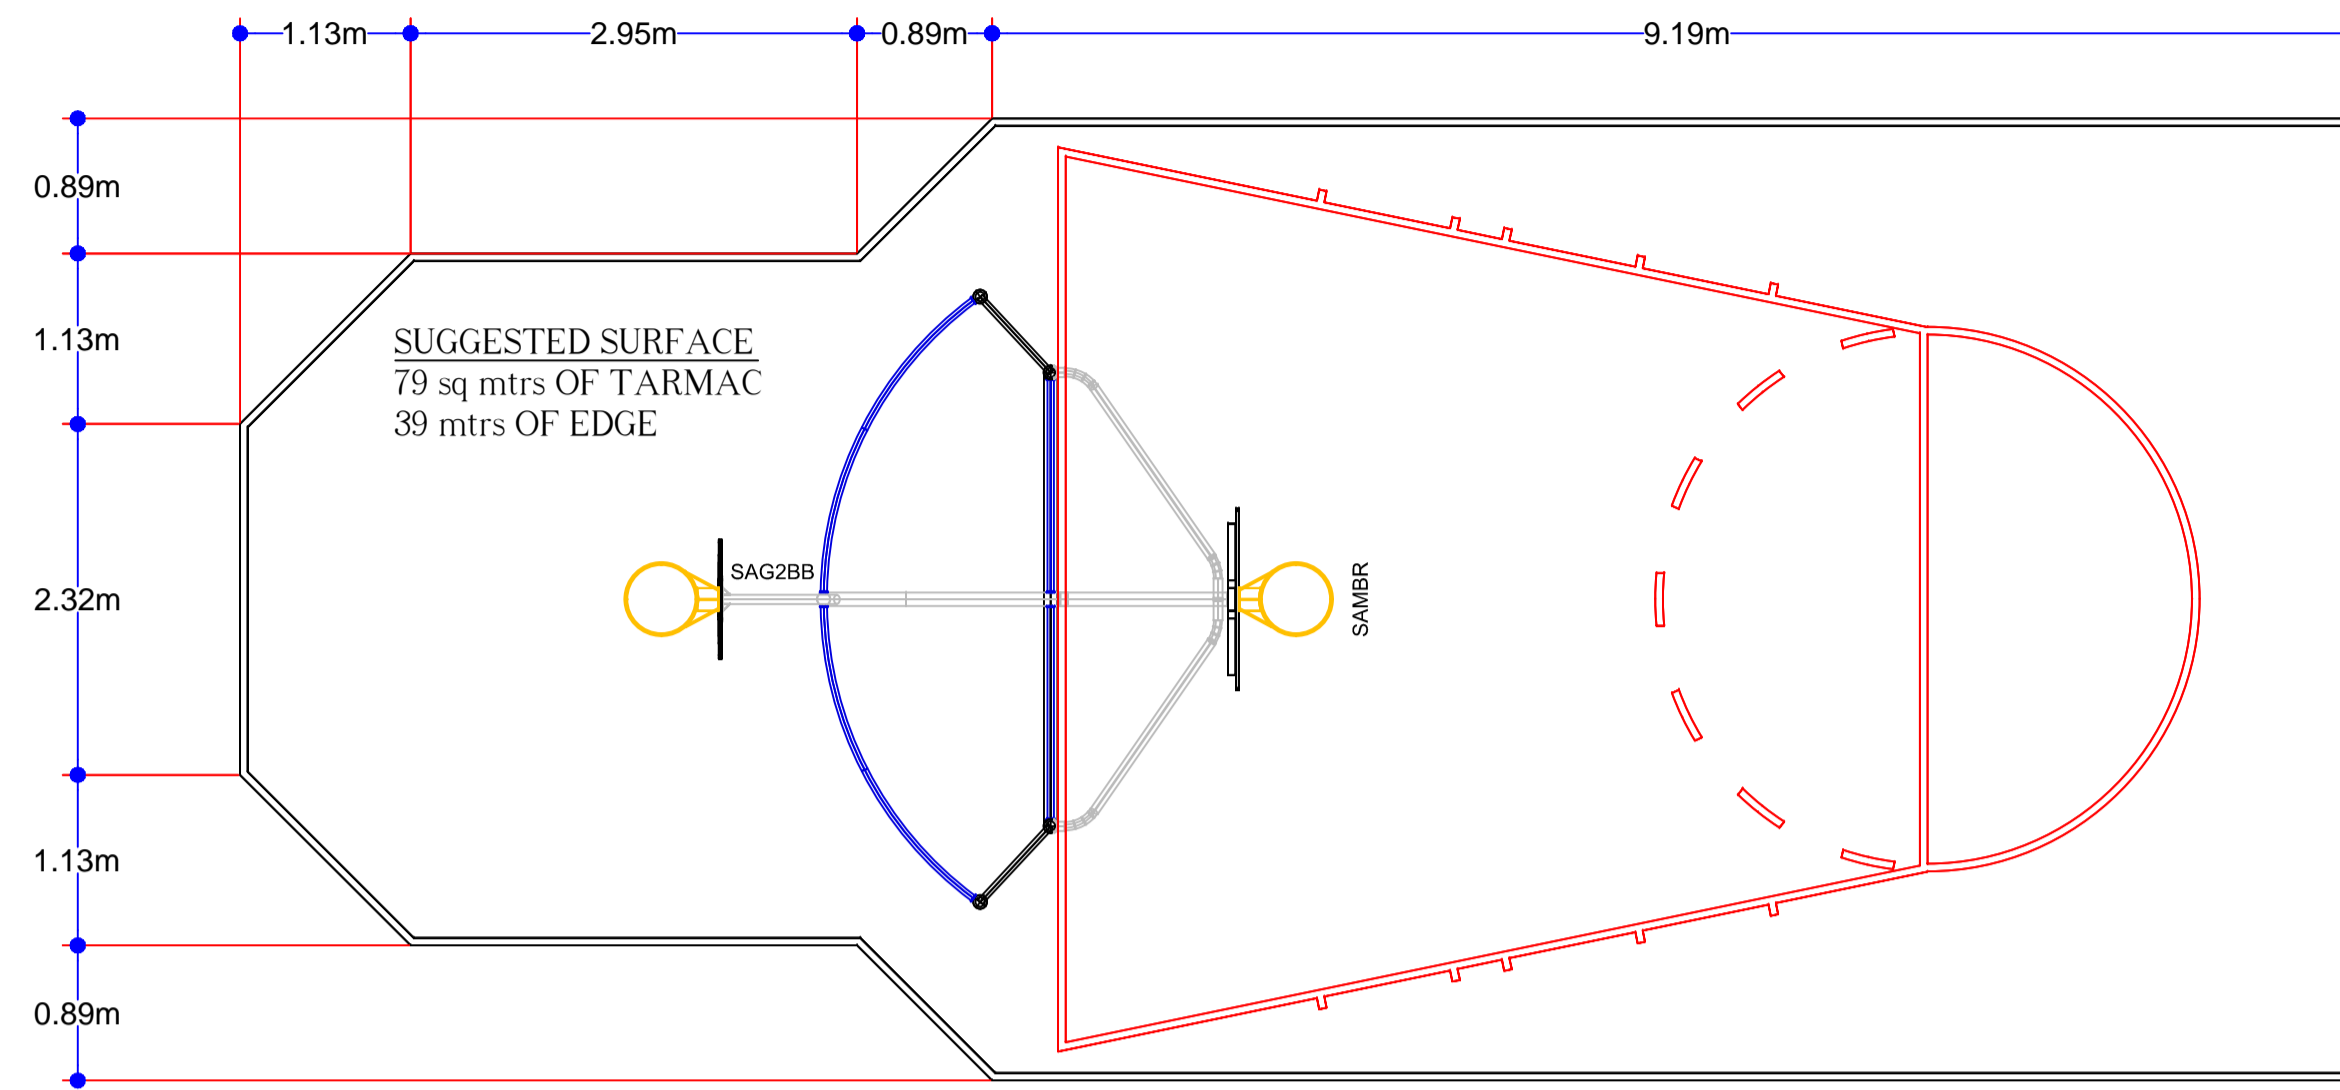 1.13m
2.95m
0.89m
9.19m
0.89m
1.13m
2.32m
1.13m
0.89m
SUGGESTED SURFACE
79 sq mtrs OF TARMAC
39 mtrs OF EDGE
SAG2BB
SAMBR